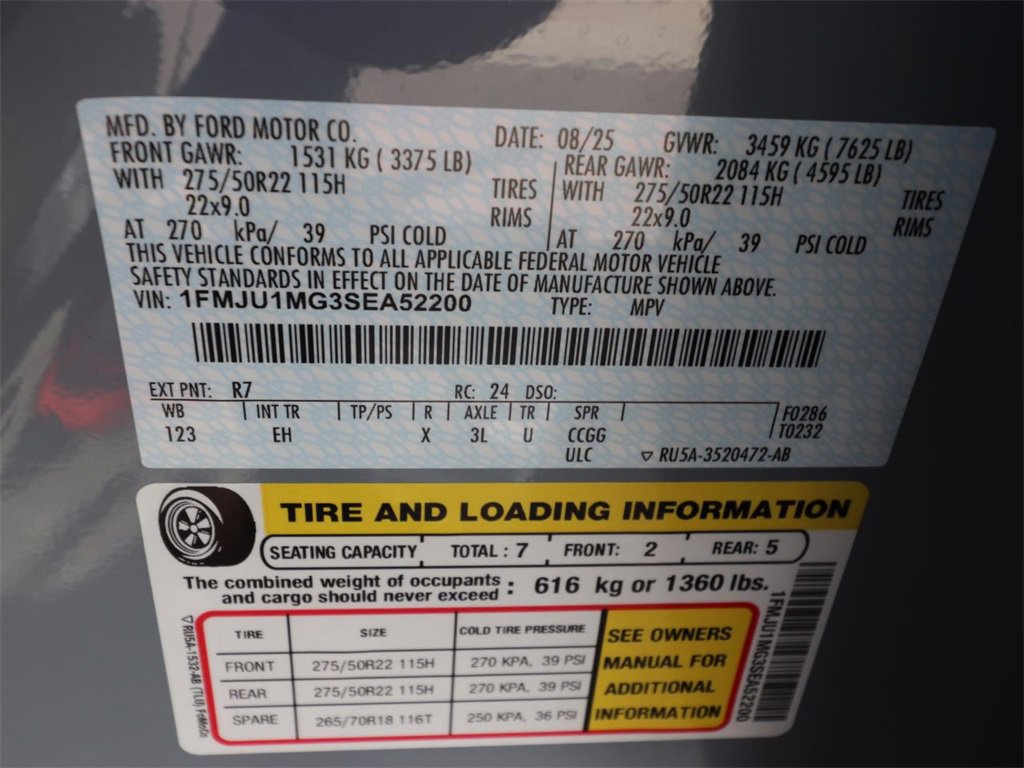 MFD. BY FORD MOTOR CO. DATE: 08/25 GVWR: 3459 KG ( 7625 LB)
FRONT GAWR: 1531 KG ( 3375 LB) REAR GAWR: 2084 KG ( 4595 LB)
WITH 275/50R22 115H TIRES WITH 275/50R22 115H TIRES
22x9.0 RIMS 22x9.0 RIMS
AT 270 kPa/ 39 PSI COLD AT 270 kPa/ 39 PSI COLD
THIS VEHICLE CONFORMS TO ALL APPLICABLE FEDERAL MOTOR VEHICLE
SAFETY STANDARDS IN EFFECT ON THE DATE OF MANUFACTURE SHOWN ABOVE.
VIN: 1FMJU1MG3SEA52200 TYPE: MPV
EXT PNT: R7 RC: 24 DSO:
WB INT TR TP/PS R AXLE TR SPR F0286
123 EH X 3L U CCGG T0232
ULC ▽ RU5A-3520472-AB
TIRE AND LOADING INFORMATION
SEATING CAPACITY TOTAL : 7 FRONT: 2 REAR: 5
The combined weight of occupants and cargo should never exceed : 616 kg or 1360 lbs.
TIRE SIZE COLD TIRE PRESSURE
FRONT 275/50R22 115H 270 KPA, 39 PSI
REAR 275/50R22 115H 270 KPA, 39 PSI
SPARE 265/70R18 116T 250 KPA, 36 PSI
SEE OWNERS
MANUAL FOR
ADDITIONAL
INFORMATION
▽ RU5A-1532-AB (TLU) FoMoCo
1FMJU1MG3SEA52200